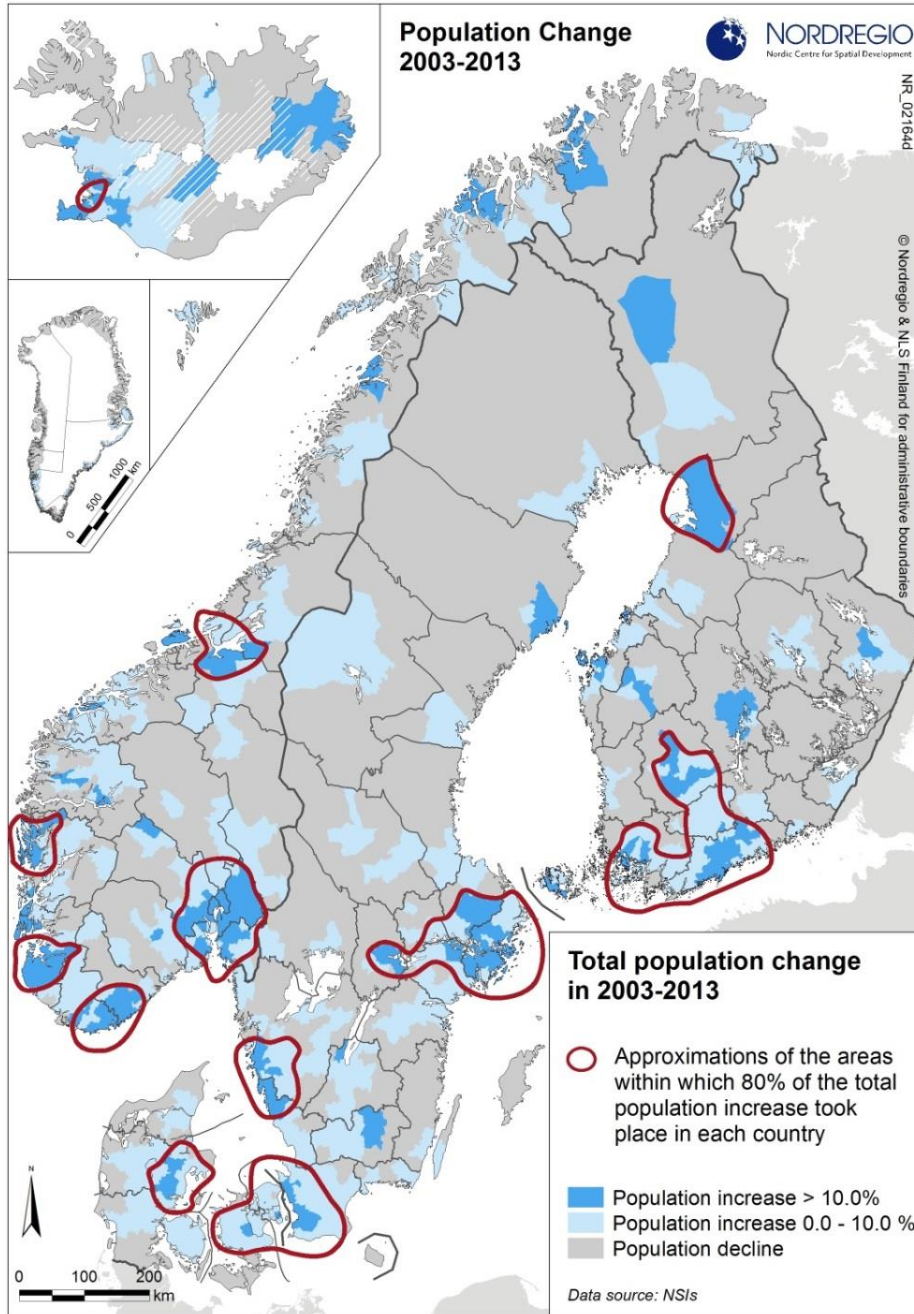 Population Change
2003-2013
NORDREGIO
Nordic Centre for Spatial Development
NR_02164d
© Nordregio & NLS Finland for administrative boundaries
0 500 1000
km
N
0 100 200
km
Total population change
in 2003-2013
Approximations of the areas
within which 80% of the total
population increase took
place in each country
Population increase > 10.0%
Population increase 0.0 - 10.0 %
Population decline
Data source: NSIs